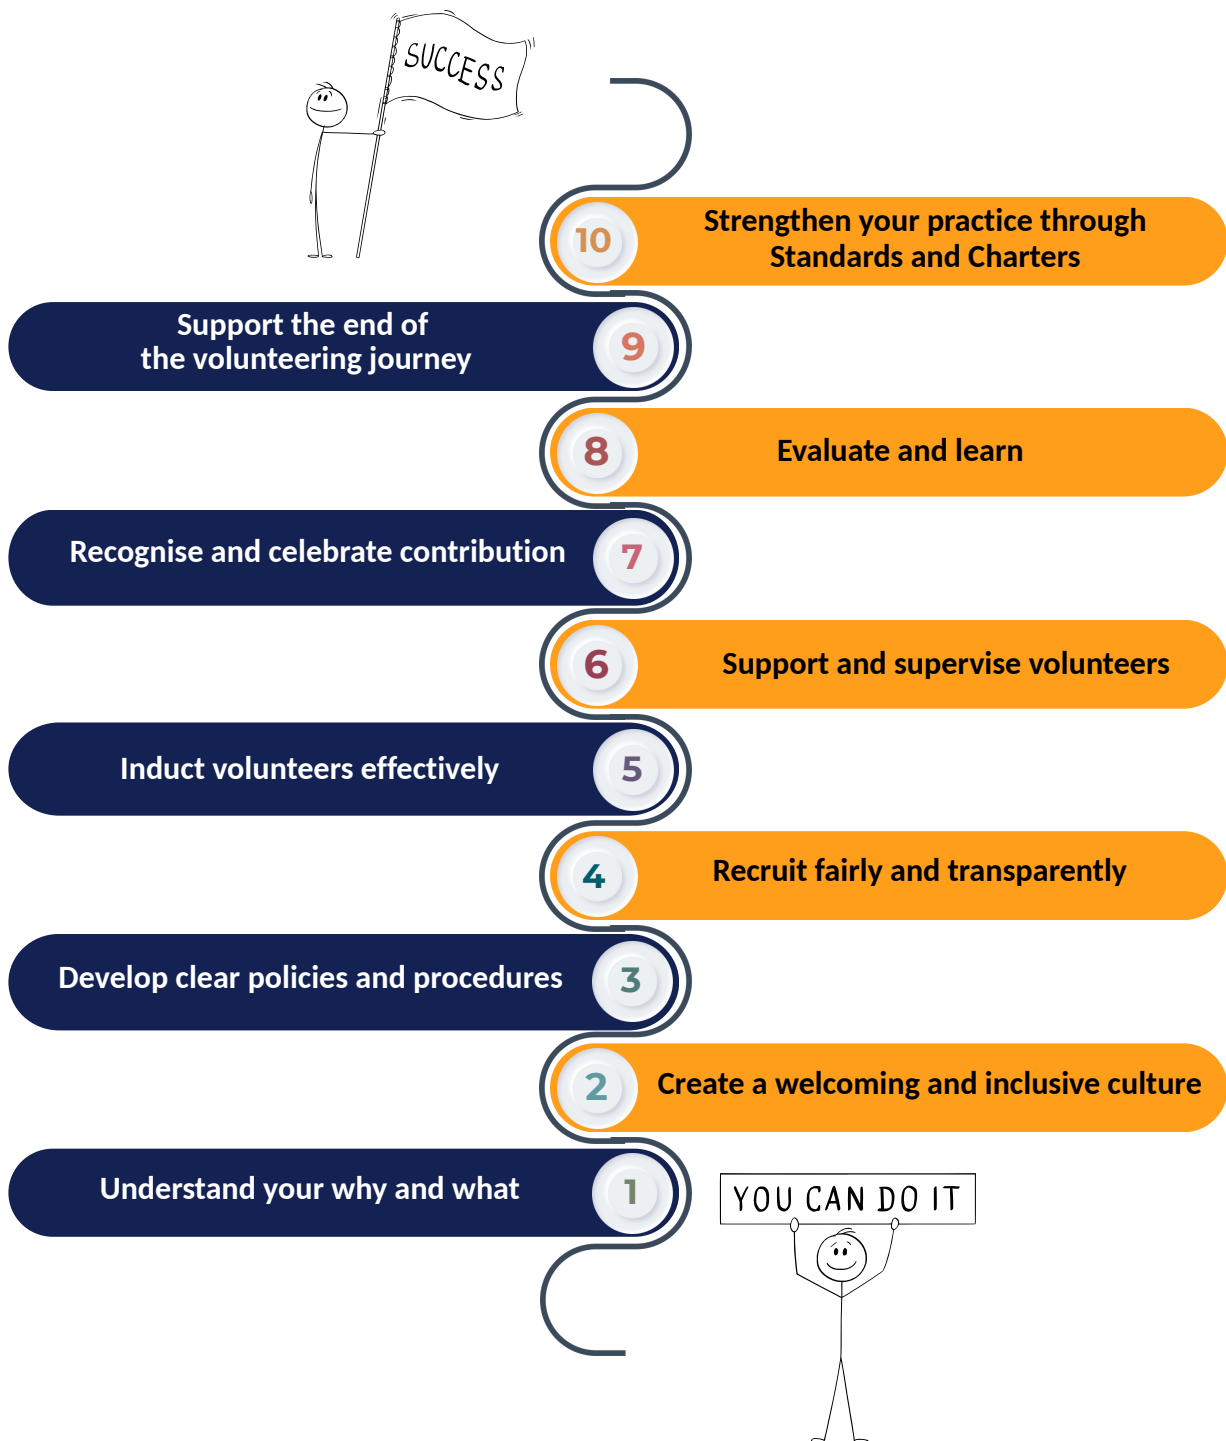 SUCCESS
10
Strengthen your practice through
Standards and Charters
Support the end of
the volunteering journey
9
8
Evaluate and learn
Recognise and celebrate contribution
7
6
Support and supervise volunteers
Induct volunteers effectively
5
4
Recruit fairly and transparently
Develop clear policies and procedures
3
2
Create a welcoming and inclusive culture
Understand your why and what
1
YOU CAN DO IT